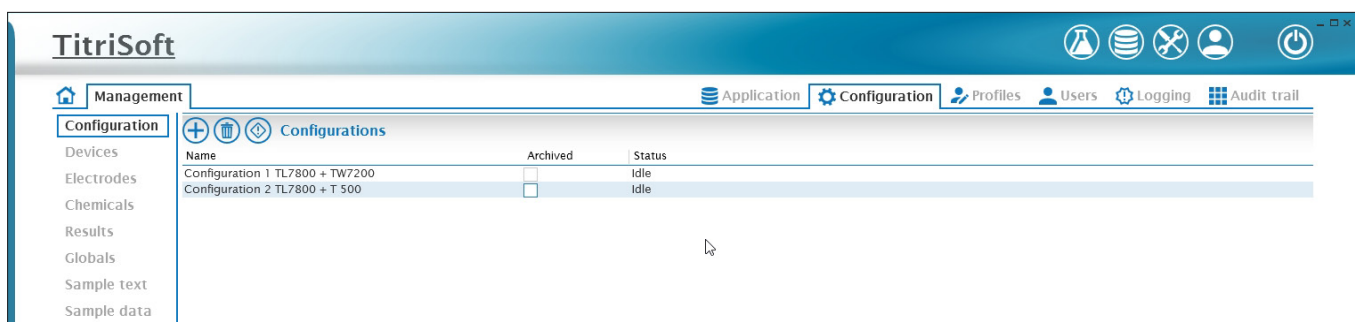 TitriSoft
Management
Application Configuration Profiles Users Logging Audit trail
Configuration
Devices
Electrodes
Chemicals
Results
Globals
Sample text
Sample data
Configurations
Name Archived Status
Configuration 1 TL7800 + TW7200 Idle
Configuration 2 TL7800 + T 500 Idle